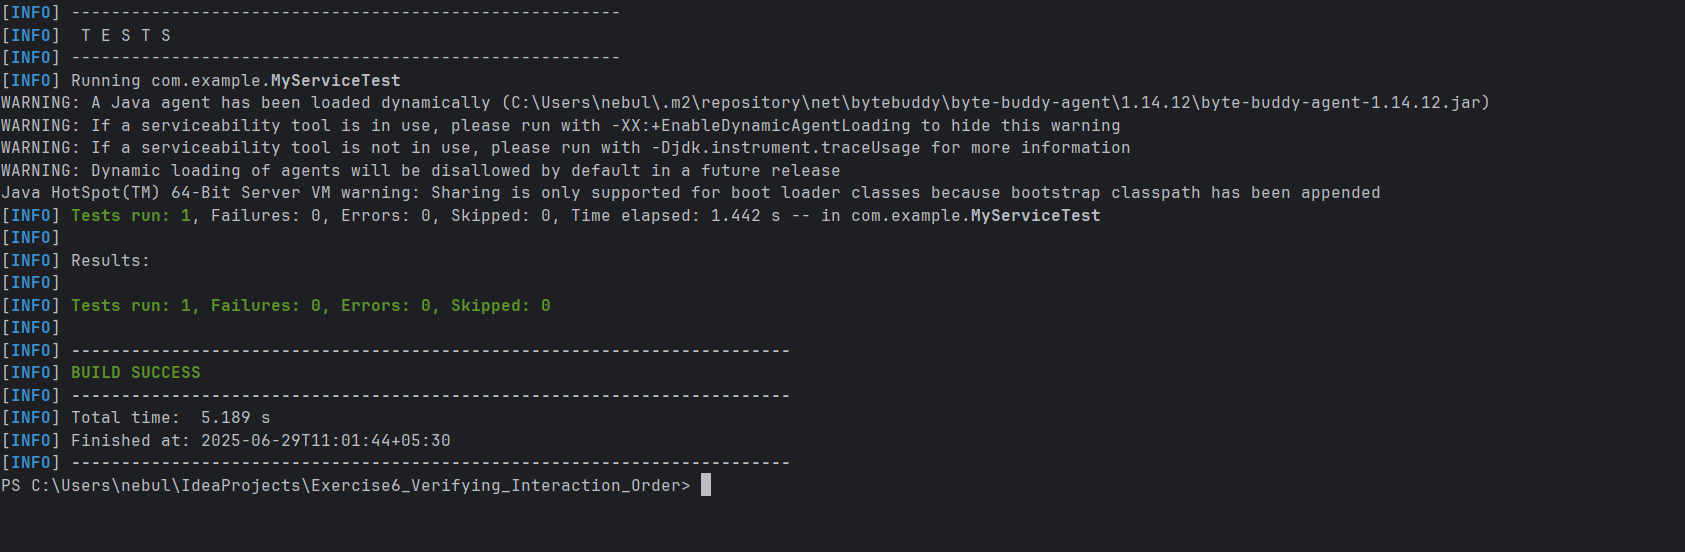 [INFO] -------------------------------------------------------
[INFO]  T E S T S
[INFO] -------------------------------------------------------
[INFO] Running com.example.MyServiceTest
WARNING: A Java agent has been loaded dynamically (C:\Users\nebul\.m2\repository\net\bytebuddy\byte-buddy-agent\1.14.12\byte-buddy-agent-1.14.12.jar)
WARNING: If a serviceability tool is in use, please run with -XX:+EnableDynamicAgentLoading to hide this warning
WARNING: If a serviceability tool is not in use, please run with -Djdk.instrument.traceUsage for more information
WARNING: Dynamic loading of agents will be disallowed by default in a future release
Java HotSpot(TM) 64-Bit Server VM warning: Sharing is only supported for boot loader classes because bootstrap classpath has been appended
[INFO] Tests run: 1, Failures: 0, Errors: 0, Skipped: 0, Time elapsed: 1.442 s -- in com.example.MyServiceTest
[INFO]
[INFO] Results:
[INFO]
[INFO] Tests run: 1, Failures: 0, Errors: 0, Skipped: 0
[INFO]
[INFO] ------------------------------------------------------------------------
[INFO] BUILD SUCCESS
[INFO] ------------------------------------------------------------------------
[INFO] Total time:  5.189 s
[INFO] Finished at: 2025-06-29T11:01:44+05:30
[INFO] ------------------------------------------------------------------------
PS C:\Users\nebul\IdeaProjects\Exercise6_Verifying_Interaction_Order>